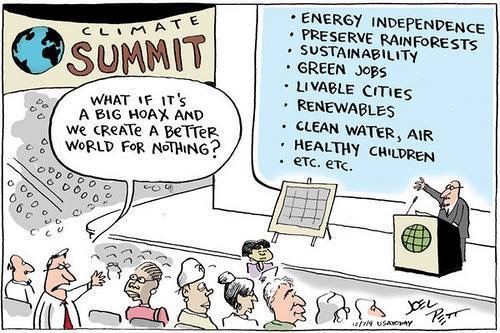 CLIMATE
SUMMIT
• ENERGY INDEPENDENCE
• PRESERVE RAINFORESTS
• SUSTAINABILITY
• GREEN JOBS
• LIVABLE CITIES
• RENEWABLES
• CLEAN WATER, AIR
• HEALTHY CHILDREN
• ETC. ETC.
WHAT IF IT'S
A BIG HOAX AND
WE CREATE A BETTER
WORLD FOR NOTHING?
JOEL
PETT
12/7/9 USA TODAY